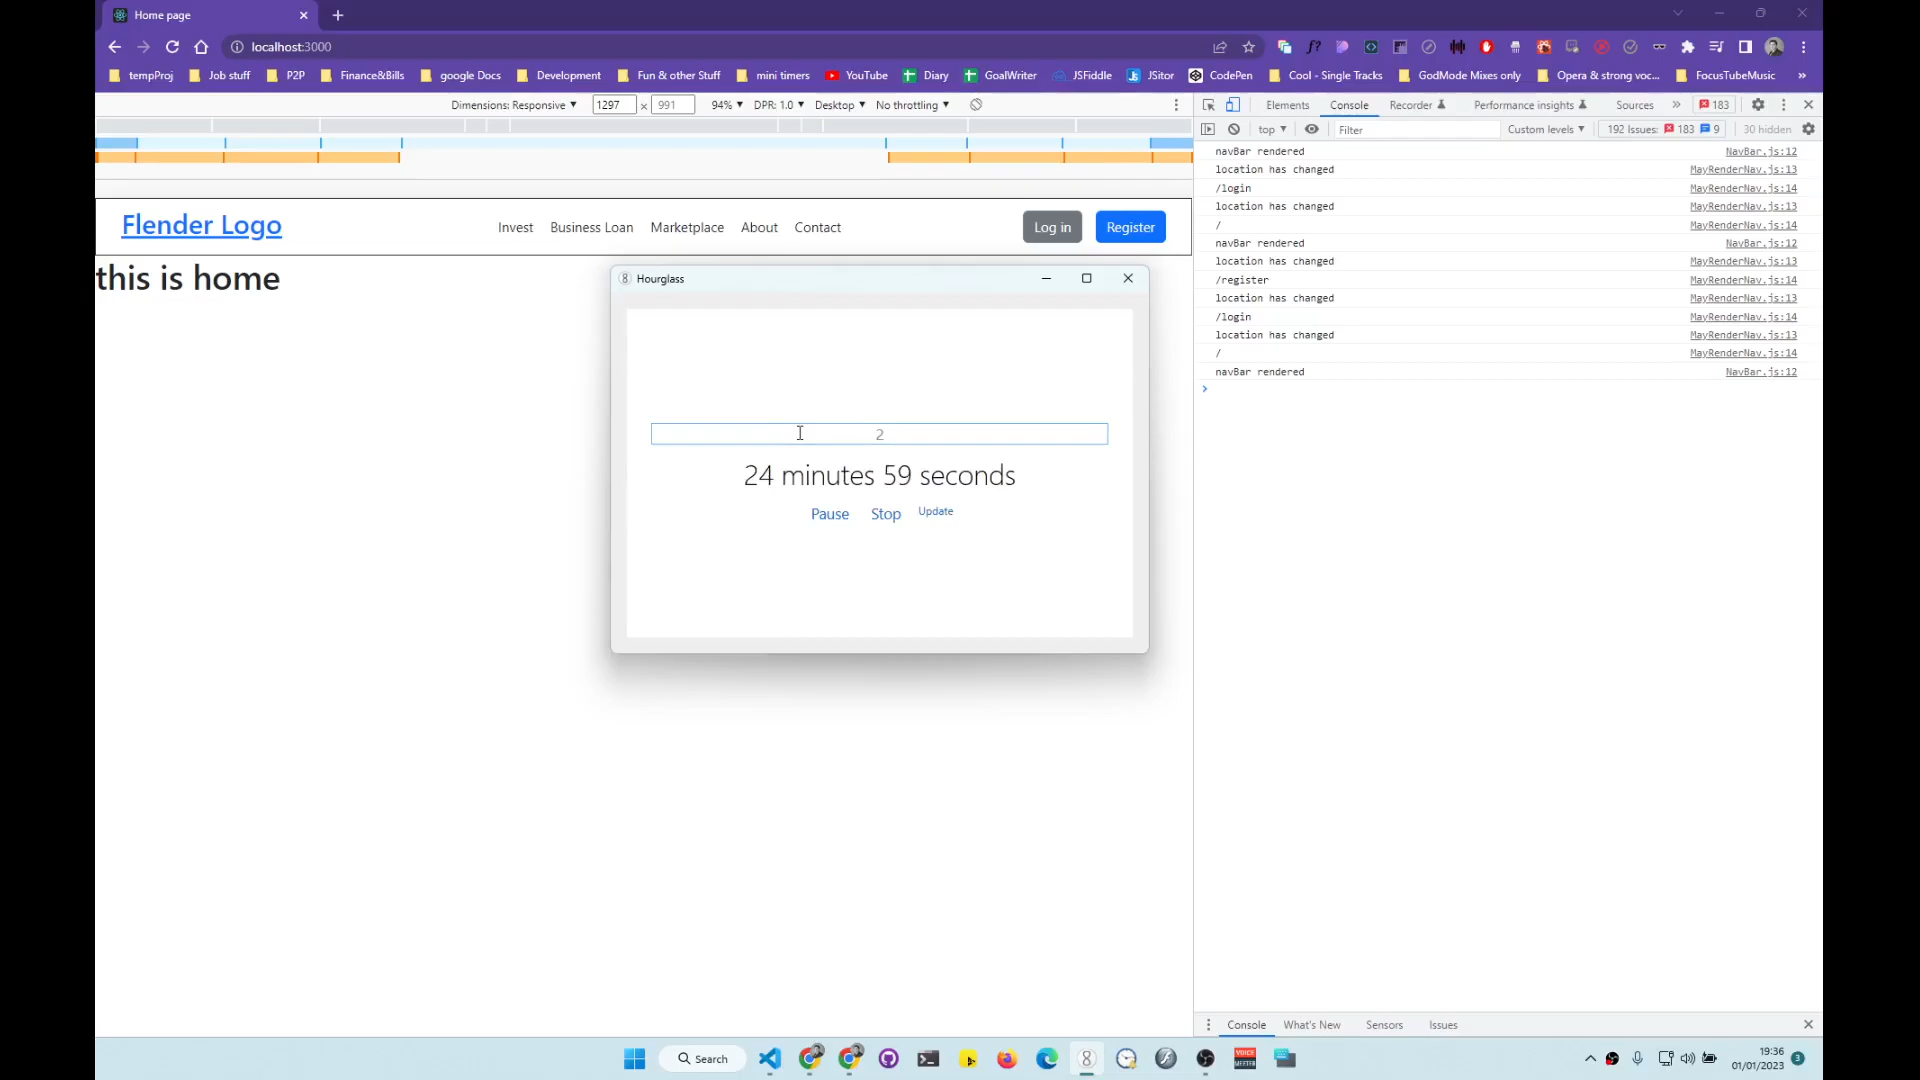 Home page
localhost:3000
tempProj Job stuff P2P Finance&Bills google Docs Development Fun & other Stuff mini timers YouTube Diary GoalWriter JSFiddle JSitor CodePen Cool - Single Tracks GodMode Mixes only Opera & strong voc... FocusTubeMusic »
Dimensions: Responsive ▼ 1297 x 991 94% ▼ DPR: 1.0 ▼ Desktop ▼ No throttling ▼
Elements Console Recorder Performance insights Sources » 183
top ▼ Filter Custom levels ▼ 192 Issues: 183 9 30 hidden
navBar rendered NavBar.js:12
location has changed MayRenderNav.js:13
/login MayRenderNav.js:14
location has changed MayRenderNav.js:13
/ MayRenderNav.js:14
navBar rendered NavBar.js:12
location has changed MayRenderNav.js:13
/register MayRenderNav.js:14
location has changed MayRenderNav.js:13
/login MayRenderNav.js:14
location has changed MayRenderNav.js:13
/ MayRenderNav.js:14
navBar rendered NavBar.js:12
Flender Logo Invest Business Loan Marketplace About Contact Log in Register
this is home
Hourglass
2
24 minutes 59 seconds
Pause Stop Update
Console What's New Sensors Issues
Search
19:36
01/01/2023 3